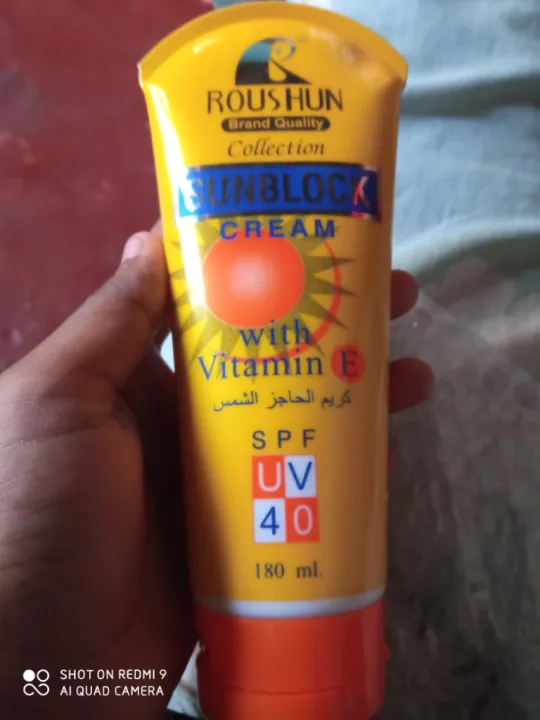 ROUSHUN
Brand Quality
Collection
SUNBLOCK
CREAM
with
Vitamin E
كريم الحاجز الشمس
SPF
UV
40
180 ml.
SHOT ON REDMI 9
AI QUAD CAMERA